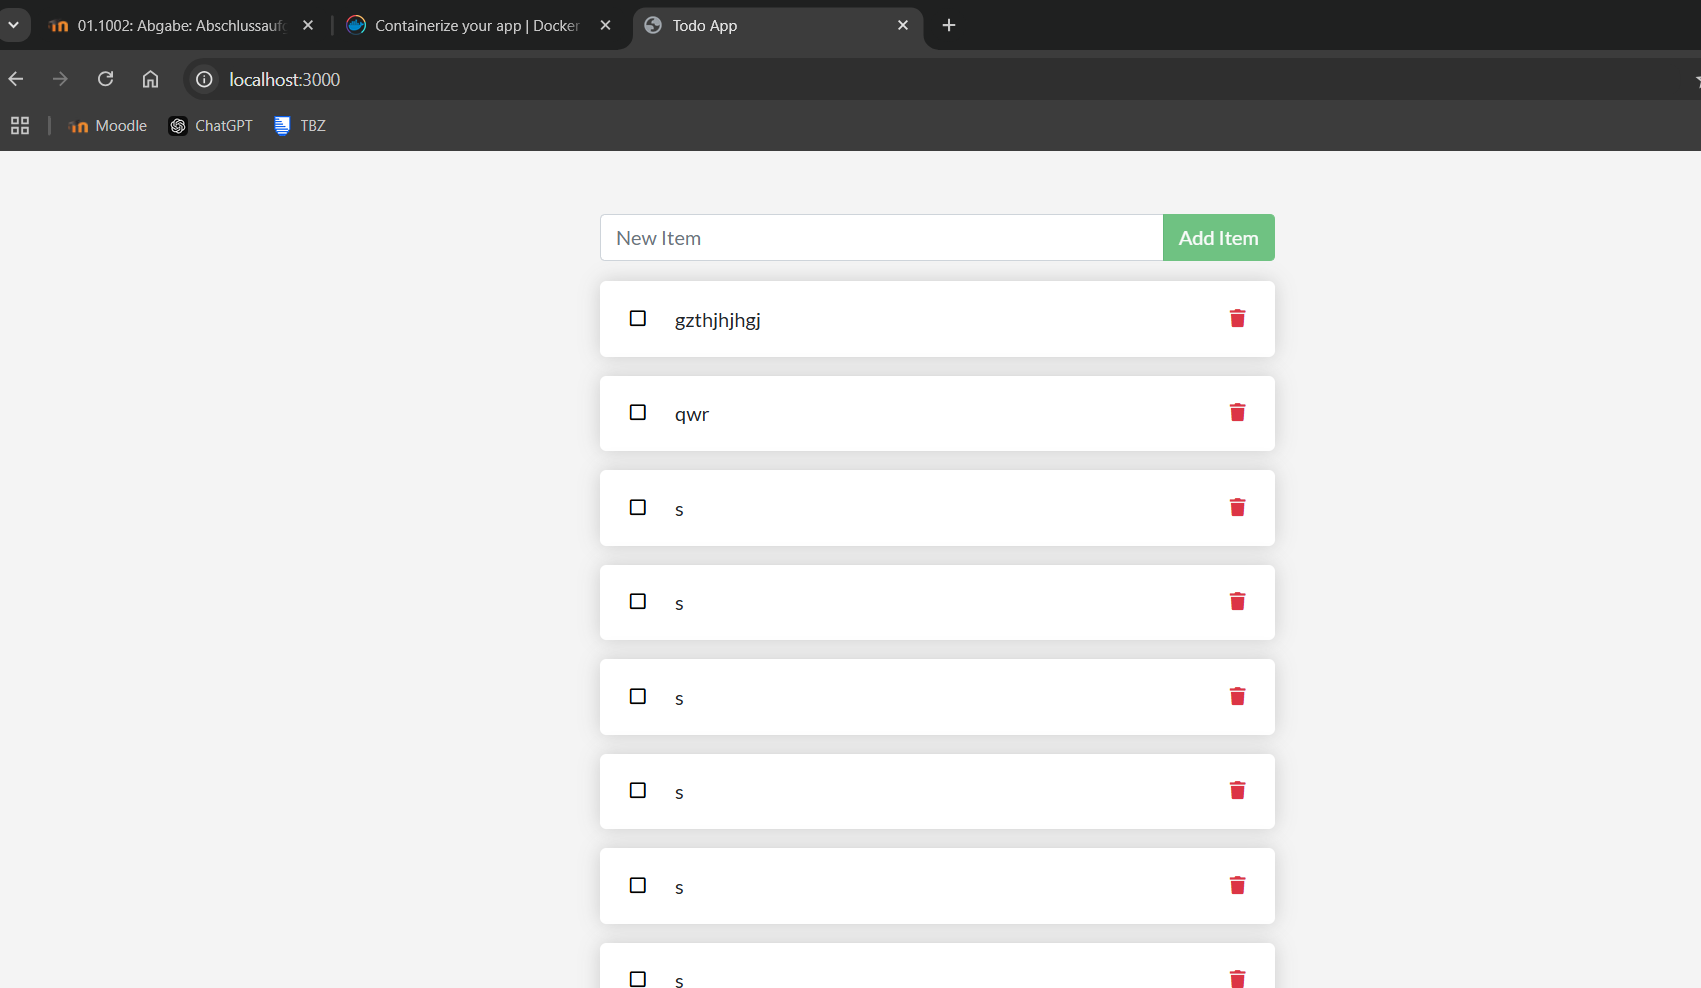 01.1002: Abgabe: Abschlussauf
Containerize your app | Docker
Todo App
localhost:3000
Moodle
ChatGPT
TBZ
New Item
Add Item
gzthjhjhgj
qwr
s
s
s
s
s
s